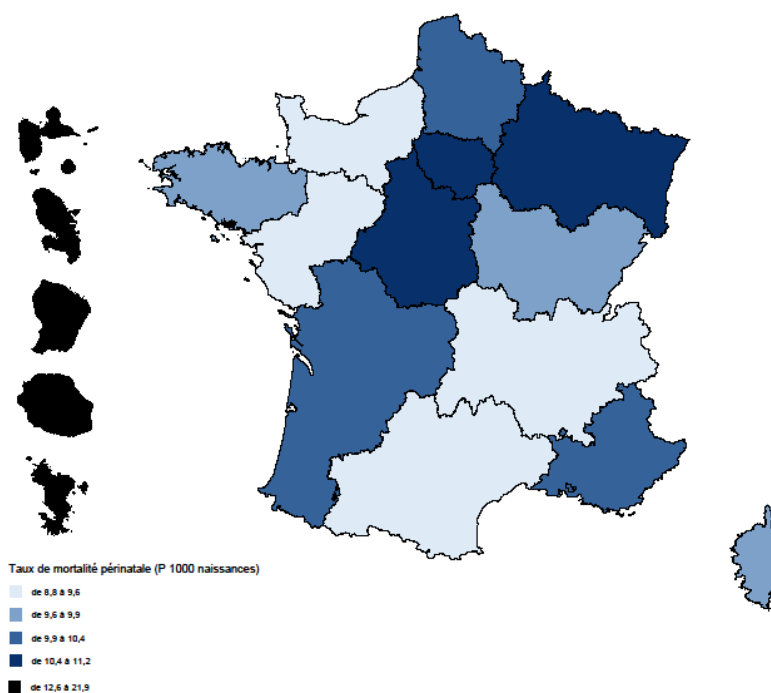 Taux de mortalité périnatale (P 1000 naissances)
de 8,8 à 9,6
de 9,6 à 9,9
de 9,9 à 10,4
de 10,4 à 11,2
de 12,6 à 21,9